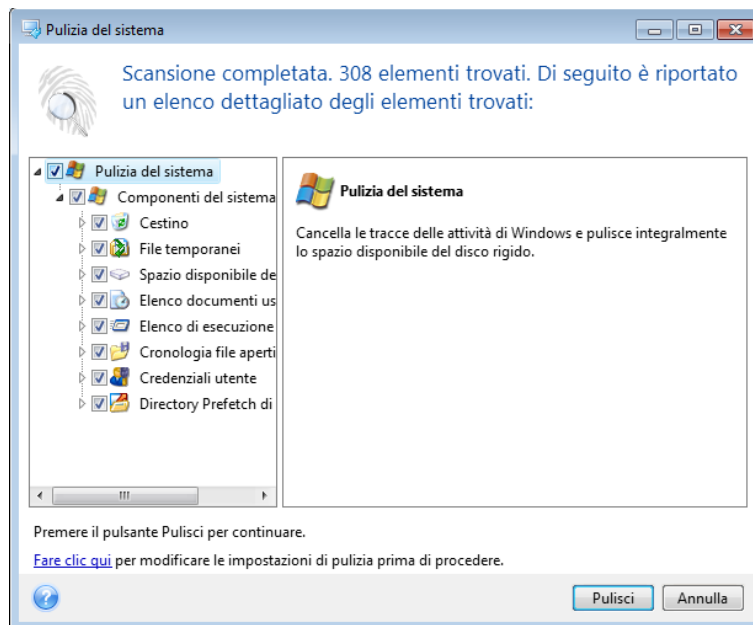 Pulizia del sistema
Scansione completata. 308 elementi trovati. Di seguito è riportato
un elenco dettagliato degli elementi trovati:
Pulizia del sistema
Componenti del sistema
Cestino
File temporanei
Spazio disponibile de
Elenco documenti us
Elenco di esecuzione
Cronologia file aperti
Credenziali utente
Directory Prefetch di
Pulizia del sistema
Cancella le tracce delle attività di Windows e pulisce integralmente
lo spazio disponibile del disco rigido.
Premere il pulsante Pulisci per continuare.
Fare clic qui per modificare le impostazioni di pulizia prima di procedere.
Pulisci
Annulla